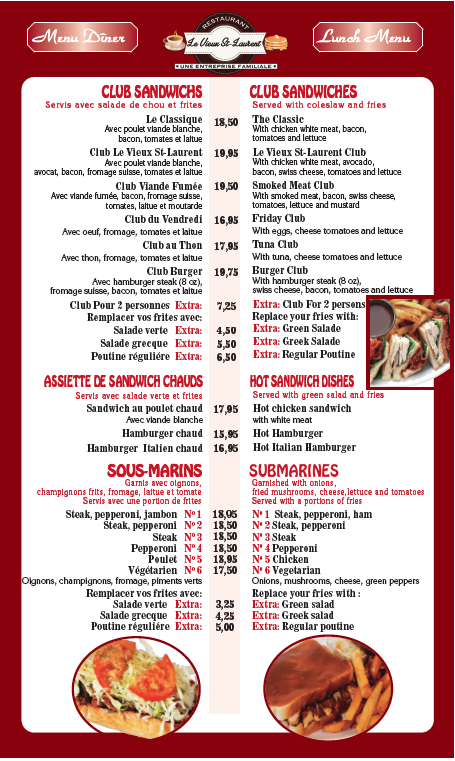 Menu Dîner
RESTAURANT
Le Vieux St-Laurent
• UNE ENTREPRISE FAMILIALE •
Lunch Menu
CLUB SANDWICHS
Servis avec salade de chou et frites
Le Classique 18,50
Avec poulet viande blanche,
bacon, tomates et laitue
Club Le Vieux St-Laurent 19,95
Avec poulet viande blanche,
avocat, bacon, fromage suisse, tomates et laitue
Club Viande Fumée 19,50
Avec viande fumée, bacon, fromage suisse,
tomates, laitue et moutarde
Club du Vendredi 16,95
Avec oeuf, fromage, tomates et laitue
Club au Thon 17,95
Avec thon, fromage, tomates et laitue
Club Burger 19,75
Avec hamburger steak (8 oz),
fromage suisse, bacon, tomates et laitue
Club Pour 2 personnes Extra: 7,25
Remplacer vos frites avec:
Salade verte Extra: 4,50
Salade grecque Extra: 5,50
Poutine réguliére Extra: 6,50
CLUB SANDWICHES
Served with coleslaw and fries
The Classic
With chicken white meat, bacon,
tomatoes and lettuce
Le Vieux St-Laurent Club
With chicken white meat, avocado,
bacon, swiss cheese, tomatoes and lettuce
Smoked Meat Club
With smoked meat, bacon, swiss cheese,
tomatoes, lettuce and mustard
Friday Club
With eggs, cheese tomatoes and lettuce
Tuna Club
With tuna, cheese tomatoes and lettuce
Burger Club
With hamburger steak (8 oz),
swiss cheese, bacon, tomatoes and lettuce
Extra: Club For 2 persens
Replace your fries with:
Extra: Green Salade
Extra: Greek Salade
Extra: Regular Poutine
ASSIETTE DE SANDWICH CHAUDS
Servis avec salade verte et frites
Sandwich au poulet chaud 17,95
Avec viande blanche
Hamburger chaud 15,95
Hamburger Italien chaud 16,95
HOT SANDWICH DISHES
Served with green salad and fries
Hot chicken sandwich
with white meat
Hot Hamburger
Hot Italian Hamburger
SOUS-MARINS
Garnis avec oignons,
champignons frits, fromage, laitue et tomate
Servis avec une portion de frites
Steak, pepperoni, jambon Nº 1 18,95
Steak, pepperoni Nº 2 18,50
Steak Nº 3 18,50
Pepperoni Nº 4 18,50
Poulet Nº 5 18,95
Végétarien Nº 6 17,50
Oignons, champignons, fromage, piments verts
Remplacer vos frites avec:
Salade verte Extra: 3,25
Salade grecque Extra: 4,25
Poutine réguliére Extra: 5,00
SUBMARINES
Garnished with onions,
fried mushrooms, cheese,lettuce and tomatoes
Served with a portions of fries
Nº 1 Steak, pepperoni, ham
Nº 2 Steak, pepperoni
Nº 3 Steak
Nº 4 Pepperoni
Nº 5 Chicken
Nº 6 Vegetarian
Onions, mushrooms, cheese, green peppers
Replace your fries with :
Extra: Green salad
Extra: Greek salad
Extra: Regular poutine